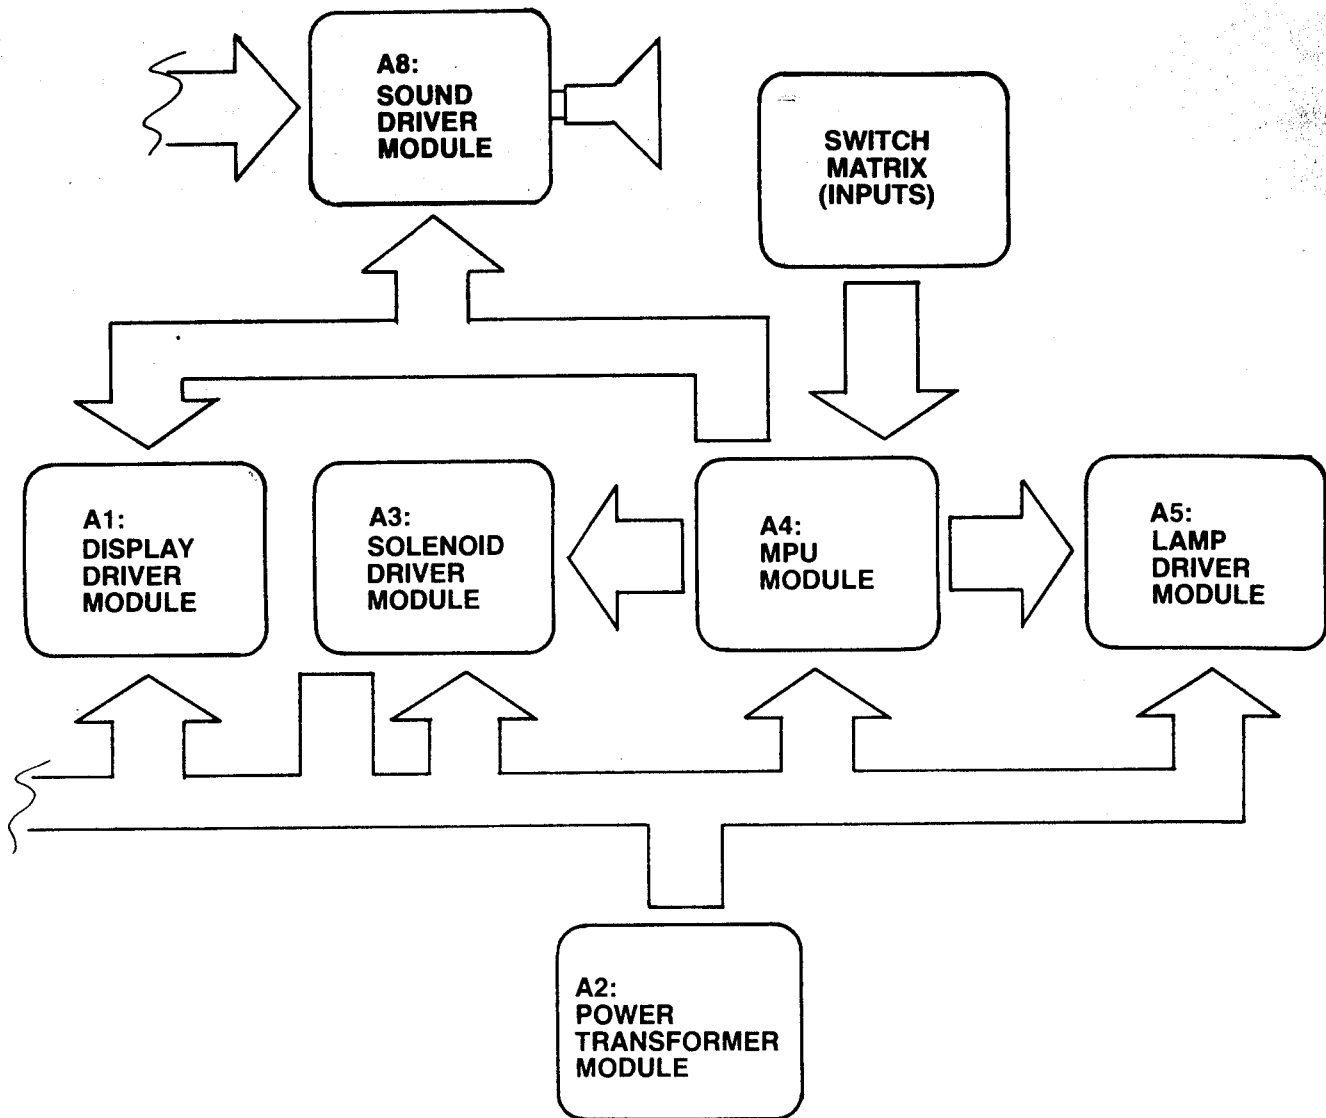 A8:
SOUND
DRIVER
MODULE
SWITCH
MATRIX
(INPUTS)
A1:
DISPLAY
DRIVER
MODULE
A3:
SOLENOID
DRIVER
MODULE
A4:
MPU
MODULE
A5:
LAMP
DRIVER
MODULE
A2:
POWER
TRANSFORMER
MODULE